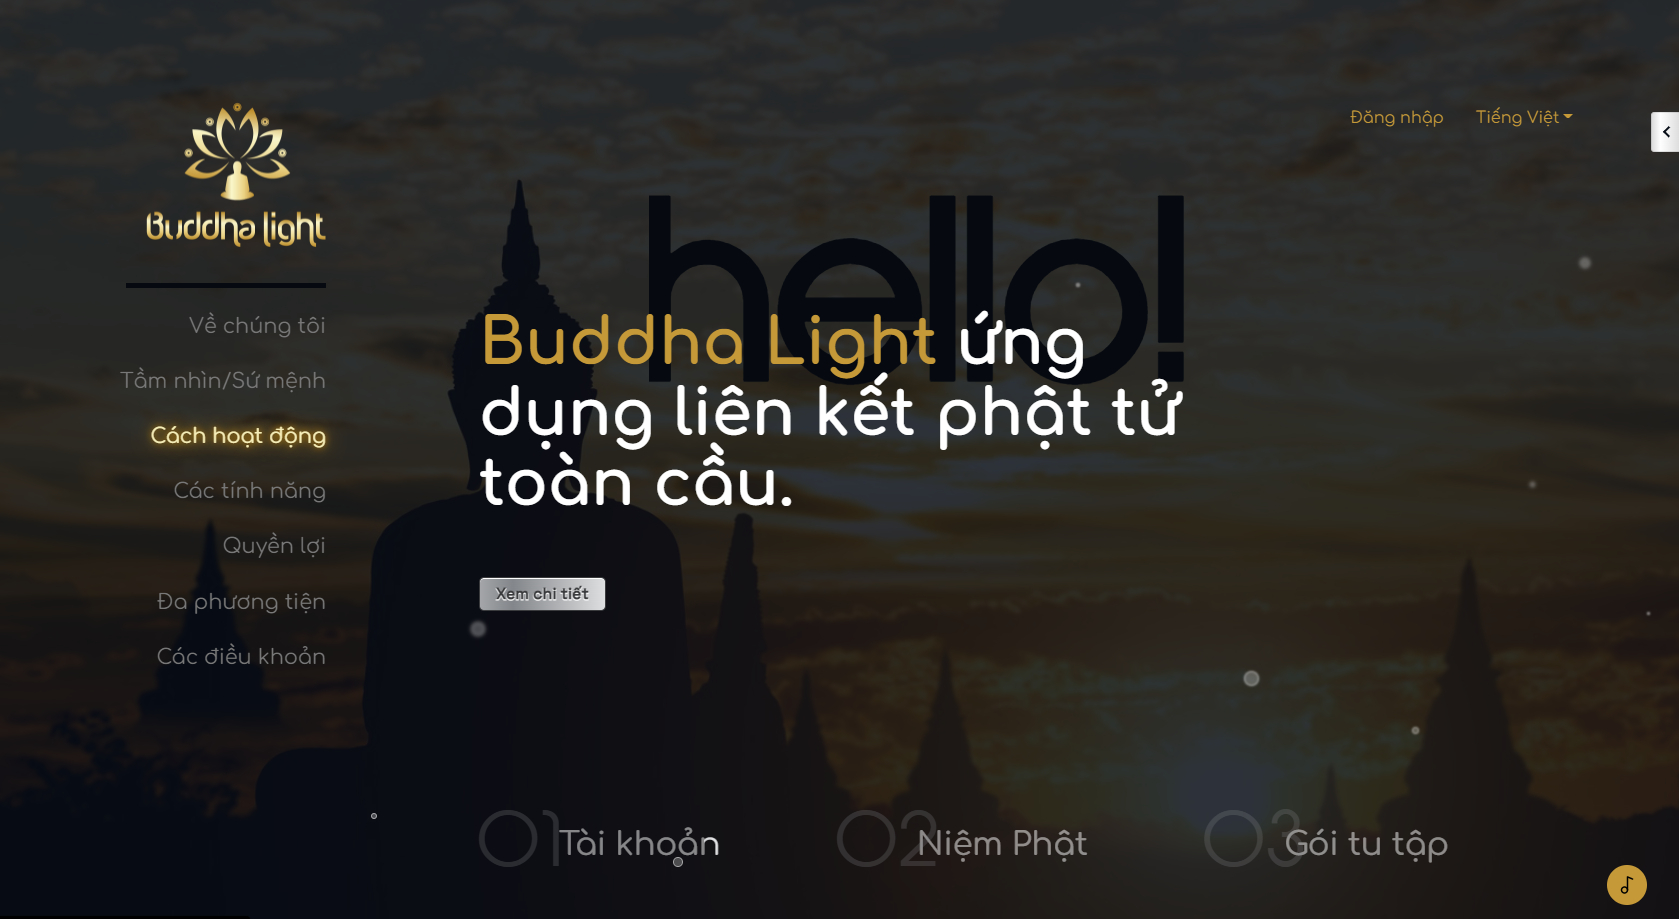 Buddha light
Đăng nhập
Tiếng Việt
Về chúng tôi
Tầm nhìn/Sứ mệnh
Cách hoạt động
Các tính năng
Quyền lợi
Đa phương tiện
Các điều khoản
hello!
Buddha Light ứng
dụng liên kết phật tử
toàn cầu.
Xem chi tiết
01 Tài khoản
02 Niệm Phật
03 Gói tu tập